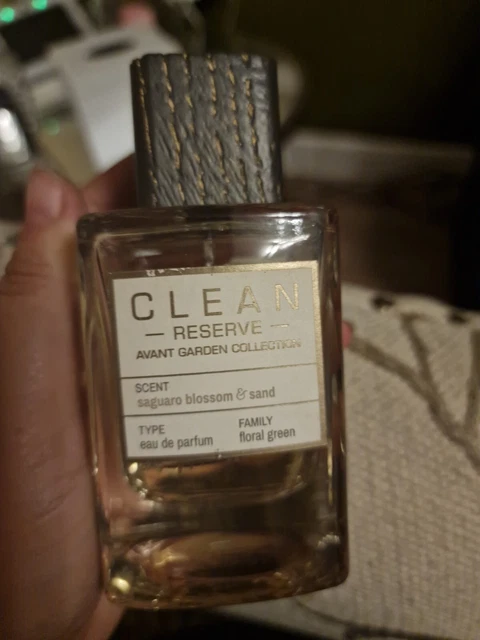 CLEAN
— RESERVE —
AVANT GARDEN COLLECTION
SCENT
saguaro blossom & sand
TYPE
eau de parfum
FAMILY
floral green